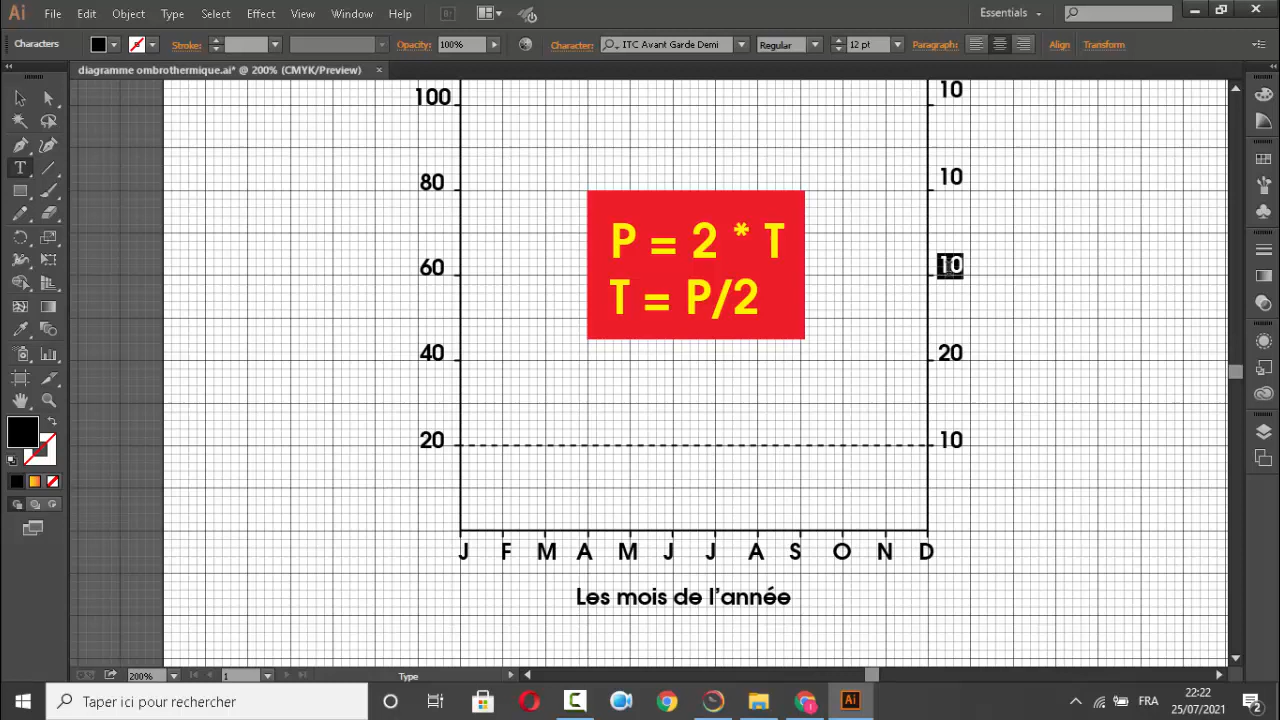 Ai File Edit Object Type Select Effect View Window Help Br Essentials
Characters Stroke: Opacity: 100% Character: ITC Avant Garde Demi Regular 12 pt Paragraph: Align Transform
diagramme ombrothermique.ai* @ 200% (CMYK/Preview)
100 10
80 10
60 10
40 20
20 10
P = 2 * T
T = P/2
J F M A M J J A S O N D
Les mois de l'année
200% 1 Type
Taper ici pour rechercher
FRA
22:22
25/07/2021
2